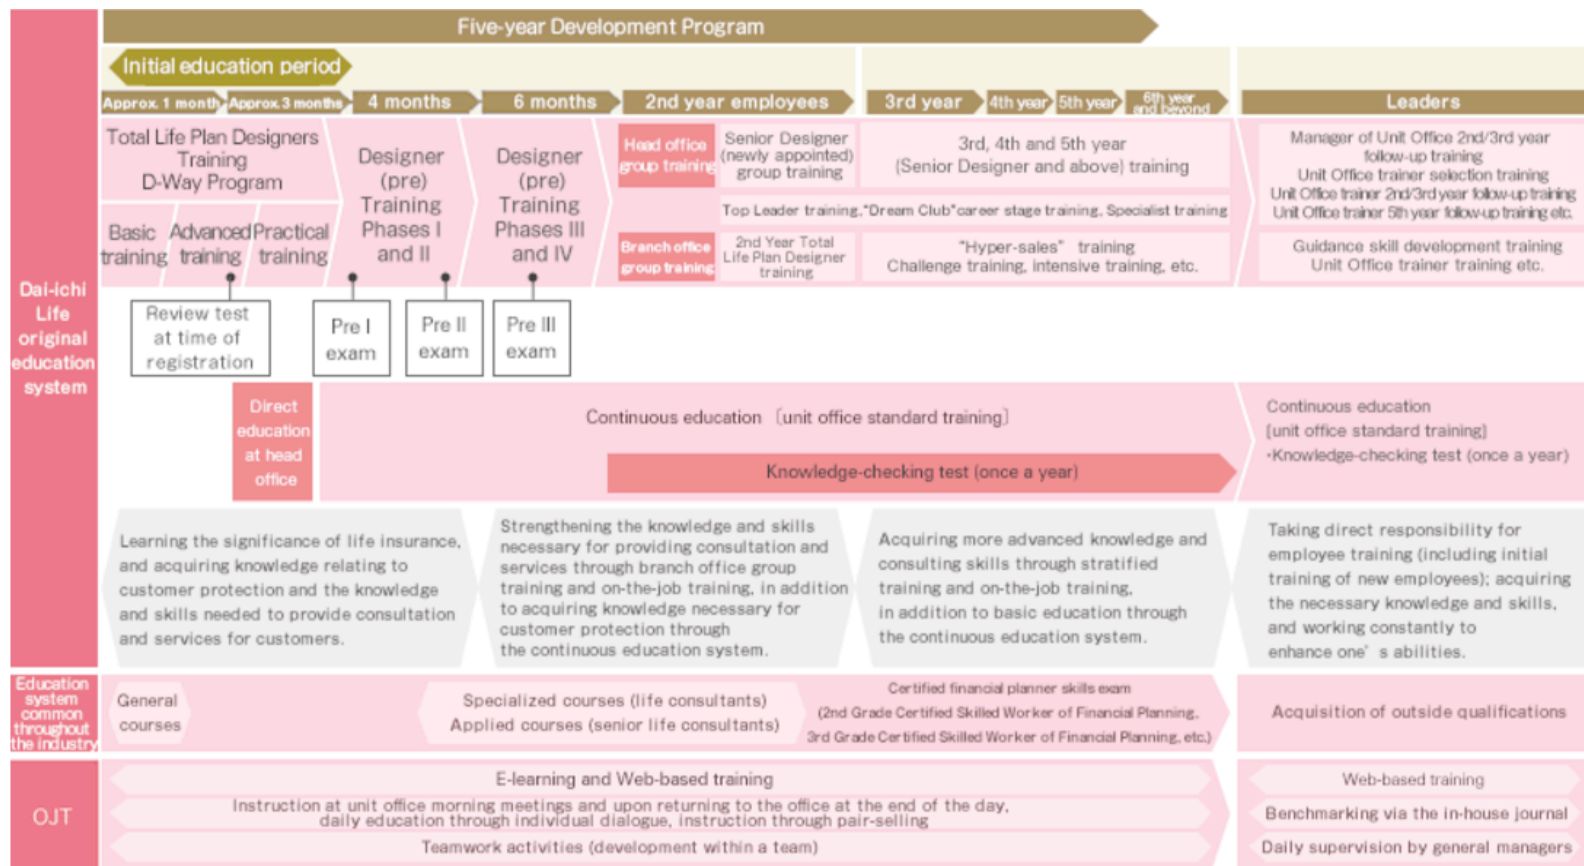 Five-year Development Program
Initial education period
Approx. 1 month
Approx. 3 months
4 months
6 months
2nd year employees
3rd year
4th year
5th year
6th year
and beyond
Leaders
Dai-ichi
Life
original
education
system
Total Life Plan Designers
Training
D-Way Program
Basic
training
Advanced
training
Practical
training
Designer
(pre)
Training
Phases I
and II
Designer
(pre)
Training
Phases III
and IV
Head office
group training
Senior Designer
(newly appointed)
group training
3rd, 4th and 5th year
(Senior Designer and above) training
Top Leader training,"Dream Club"career stage training, Specialist training
Branch office
group training
2nd Year Total
Life Plan Designer
training
"Hyper-sales" training
Challenge training, intensive training, etc.
Manager of Unit Office 2nd/3rd year
follow-up training
Unit Office trainer selection training
Unit Office trainer 2nd/3rd year follow-up training
Unit Office trainer 5th year follow-up training etc.
Guidance skill development training
Unit Office trainer training etc.
Review test
at time of
registration
Pre I
exam
Pre II
exam
Pre III
exam
Direct
education
at head
office
Continuous education 〔unit office standard training〕
Knowledge-checking test (once a year)
Continuous education
[unit office standard training]
・Knowledge-checking test (once a year)
Learning the significance of life insurance,
and acquiring knowledge relating to
customer protection and the knowledge
and skills needed to provide consultation
and services for customers.
Strengthening the knowledge and skills
necessary for providing consultation and
services through branch office group
training and on-the-job training, in addition
to acquiring knowledge necessary for
customer protection through
the continuous education system.
Acquiring more advanced knowledge and
consulting skills through stratified
training and on-the-job training,
in addition to basic education through
the continuous education system.
Taking direct responsibility for
employee training (including initial
training of new employees); acquiring
the necessary knowledge and skills,
and working constantly to
enhance one's abilities.
Education
system
common
throughout
the industry
General
courses
Specialized courses (life consultants)
Applied courses (senior life consultants)
Certified financial planner skills exam
(2nd Grade Certified Skilled Worker of Financial Planning,
3rd Grade Certified Skilled Worker of Financial Planning, etc.)
Acquisition of outside qualifications
OJT
E-learning and Web-based training
Instruction at unit office morning meetings and upon returning to the office at the end of the day,
daily education through individual dialogue, instruction through pair-selling
Teamwork activities (development within a team)
Web-based training
Benchmarking via the in-house journal
Daily supervision by general managers